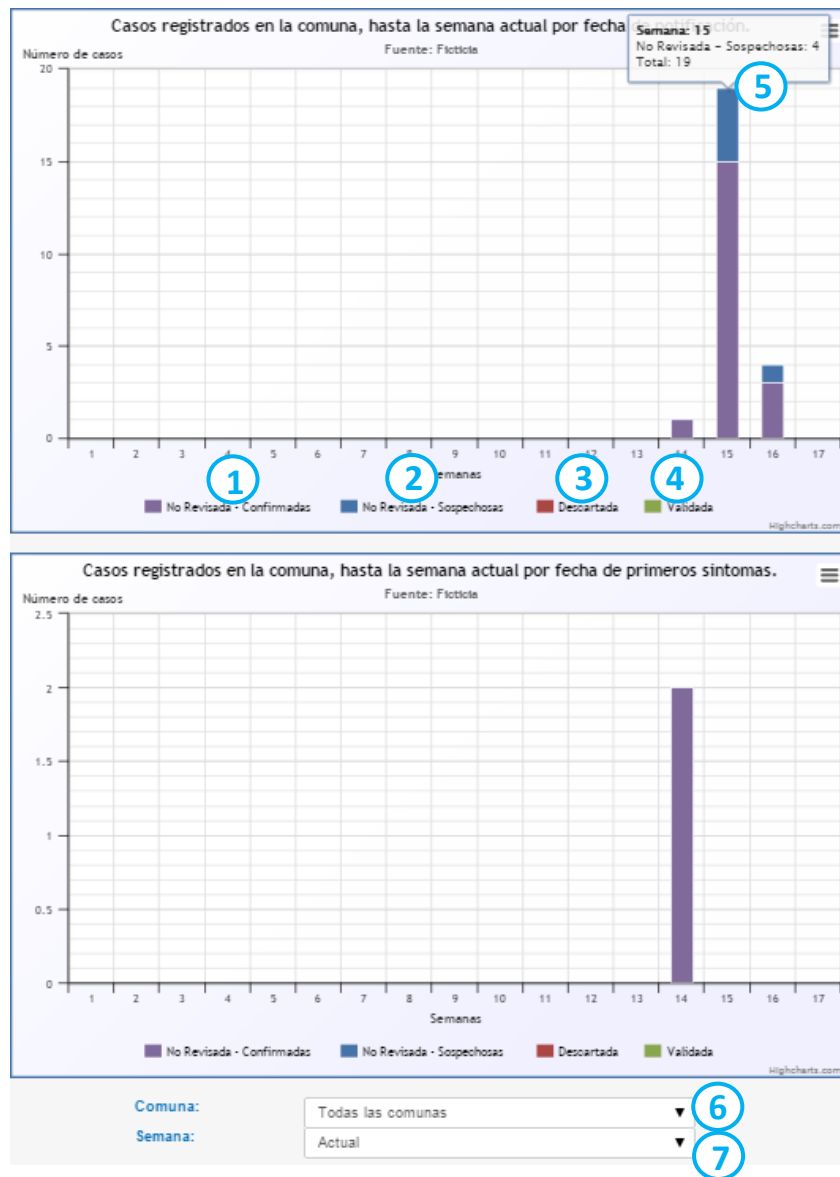 Casos registrados en la comuna, hasta la semana actual por fecha de notificación.
Fuente: Ficticia
Número de casos
Semana: 15
No Revisada - Sospechosas: 4
Total: 19
5
20
15
10
5
0
1 2 3 4 5 6 7 8 9 10 11 12 13 14 15 16 17
Semanas
1 2 3 4
No Revisada - Confirmadas No Revisada - Sospechosas Descartada Validada
Highcharts.com
Casos registrados en la comuna, hasta la semana actual por fecha de primeros sintomas.
Fuente: Ficticia
Número de casos
2.5
2
1.5
1
0.5
0
1 2 3 4 5 6 7 8 9 10 11 12 13 14 15 16 17
Semanas
No Revisada - Confirmadas No Revisada - Sospechosas Descartada Validada
Highcharts.com
Comuna: Todas las comunas 6
Semana: Actual 7